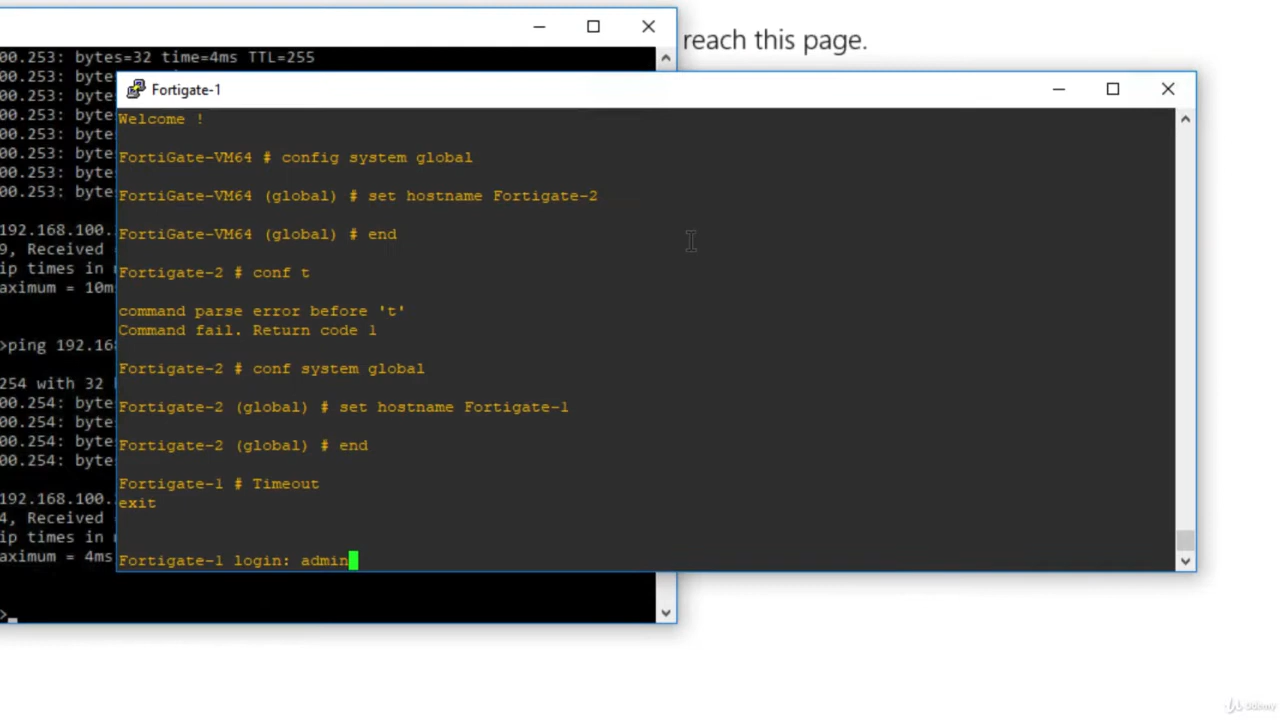 reach this page.
00.253: bytes=32 time=4ms TTL=255
00.253: byte
00.253: byte
00.253: byte
00.253: byte
00.253: byte
00.253: byte
00.253: byte
192.168.100.
9, Received
ip times in
aximum = 10m
>ping 192.16
254 with 32
00.254: byte
00.254: byte
00.254: byte
00.254: byte
192.168.100.
4, Received
ip times in
aximum = 4ms
>
Fortigate-1
Welcome !
FortiGate-VM64 # config system global
FortiGate-VM64 (global) # set hostname Fortigate-2
FortiGate-VM64 (global) # end
Fortigate-2 # conf t
command parse error before 't'
Command fail. Return code 1
Fortigate-2 # conf system global
Fortigate-2 (global) # set hostname Fortigate-1
Fortigate-2 (global) # end
Fortigate-1 # Timeout
exit
Fortigate-1 login: admin
Udemy